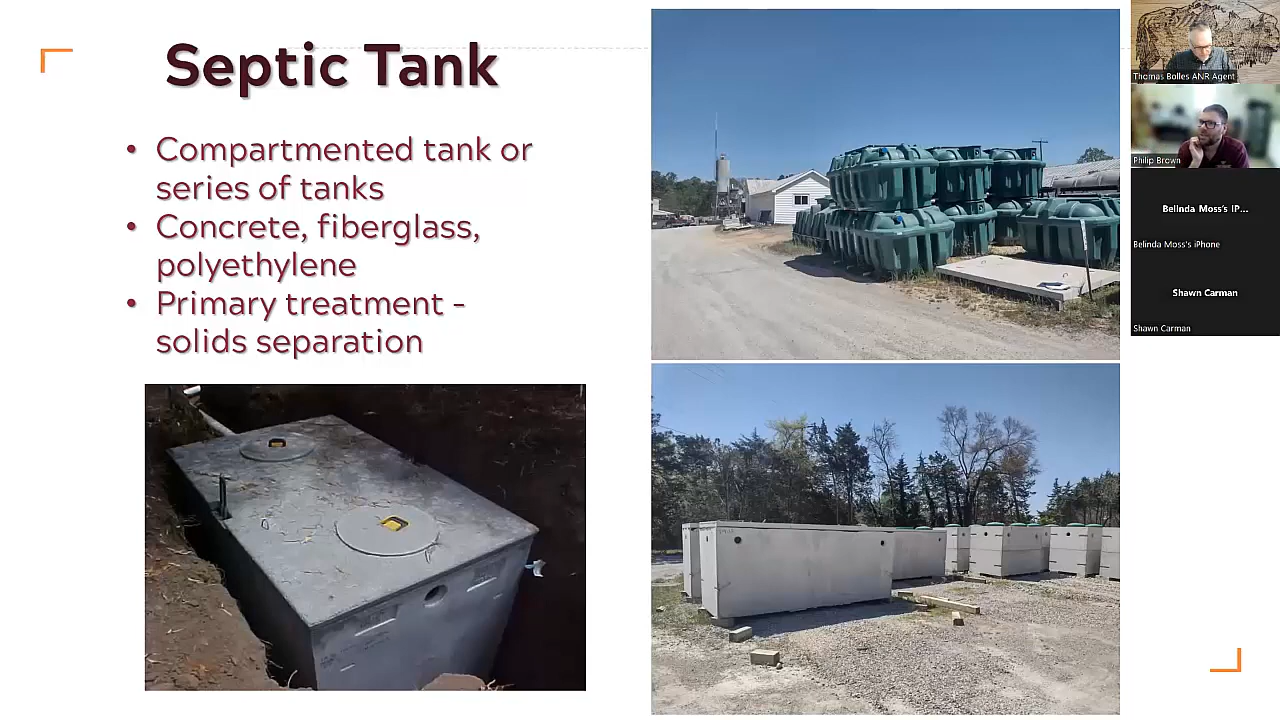 Septic Tank
• Compartmented tank or
series of tanks
• Concrete, fiberglass,
polyethylene
• Primary treatment –
solids separation
Thomas Bolles ANR Agent
Philip Brown
Belinda Moss's IP...
Belinda Moss's iPhone
Shawn Carman
Shawn Carman